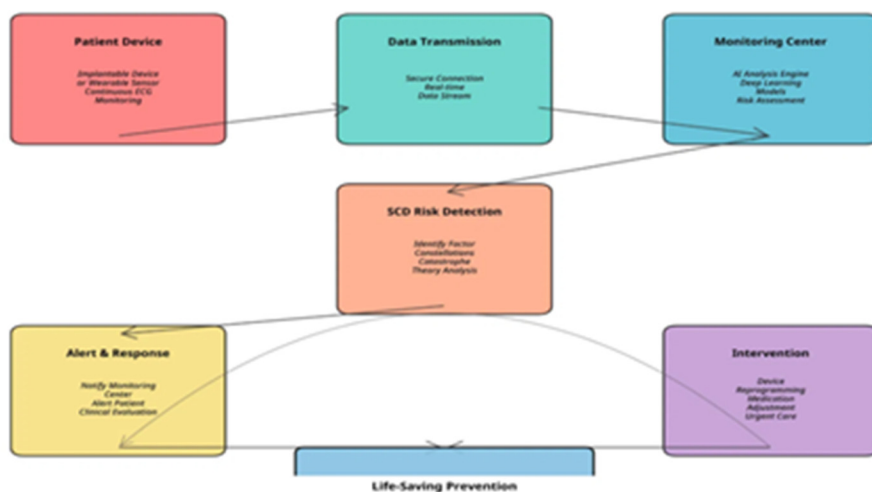 Patient Device
Implantable Device
or Wearable Sensor
Continuous ECG
Monitoring
Data Transmission
Secure Connection
Real-time
Data Stream
Monitoring Center
AI Analysis Engine
Deep Learning
Models
Risk Assessment
SCD Risk Detection
Identify Factor
Constellations
Catastrophe
Theory Analysis
Alert & Response
Notify Monitoring
Center
Alert Patient
Clinical Evaluation
Intervention
Device
Reprogramming
Medication
Adjustment
Urgent Care
Life-Saving Prevention